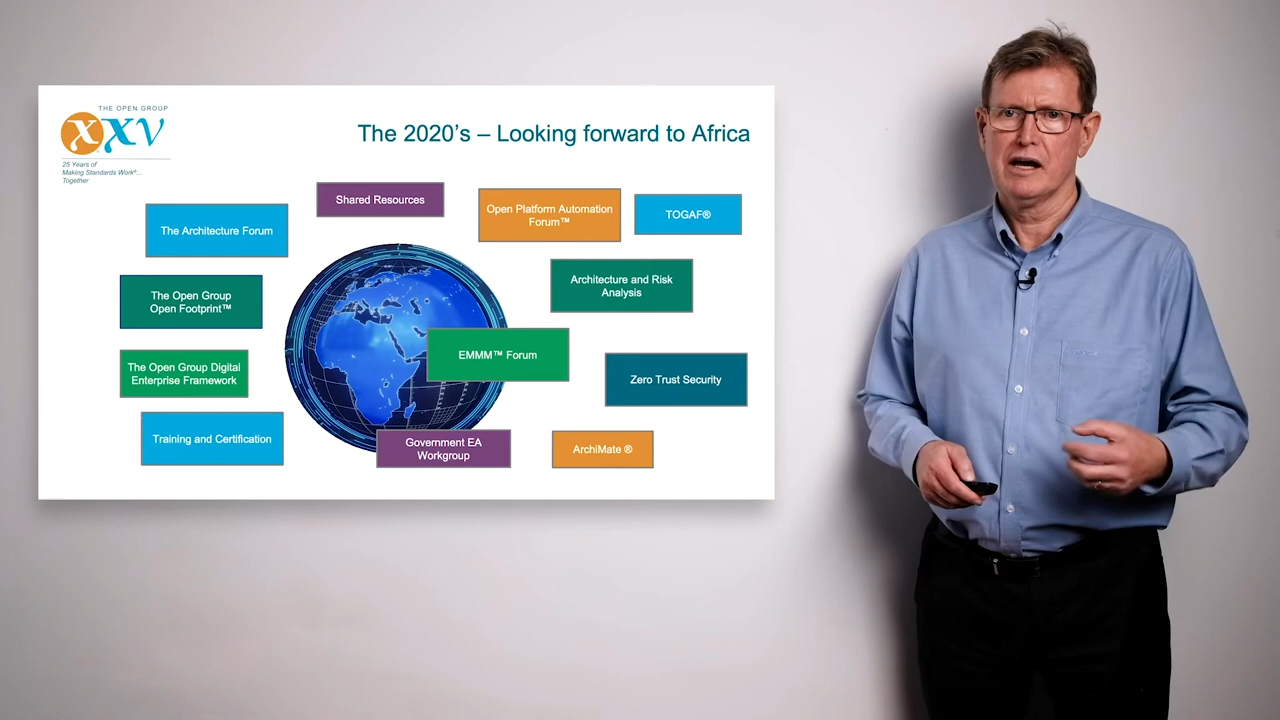 THE OPEN GROUP
XXV
25 Years of
Making Standards Work®...
Together
The 2020's – Looking forward to Africa
Shared Resources
Open Platform Automation
Forum™
TOGAF®
The Architecture Forum
Architecture and Risk
Analysis
The Open Group
Open Footprint™
EMMM™ Forum
The Open Group Digital
Enterprise Framework
Zero Trust Security
Training and Certification
Government EA
Workgroup
ArchiMate ®